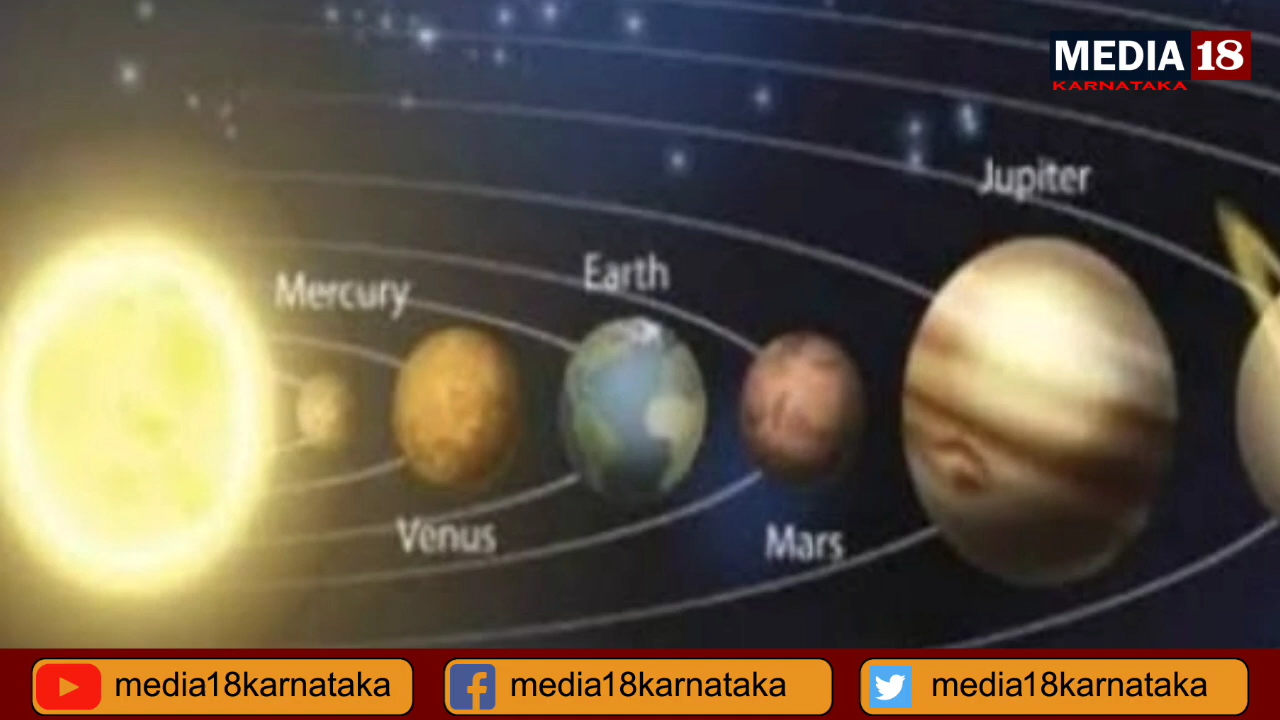 MEDIA 18
KARNATAKA
Jupiter
Earth
Mercury
Venus
Mars
media18karnataka
media18karnataka
media18karnataka